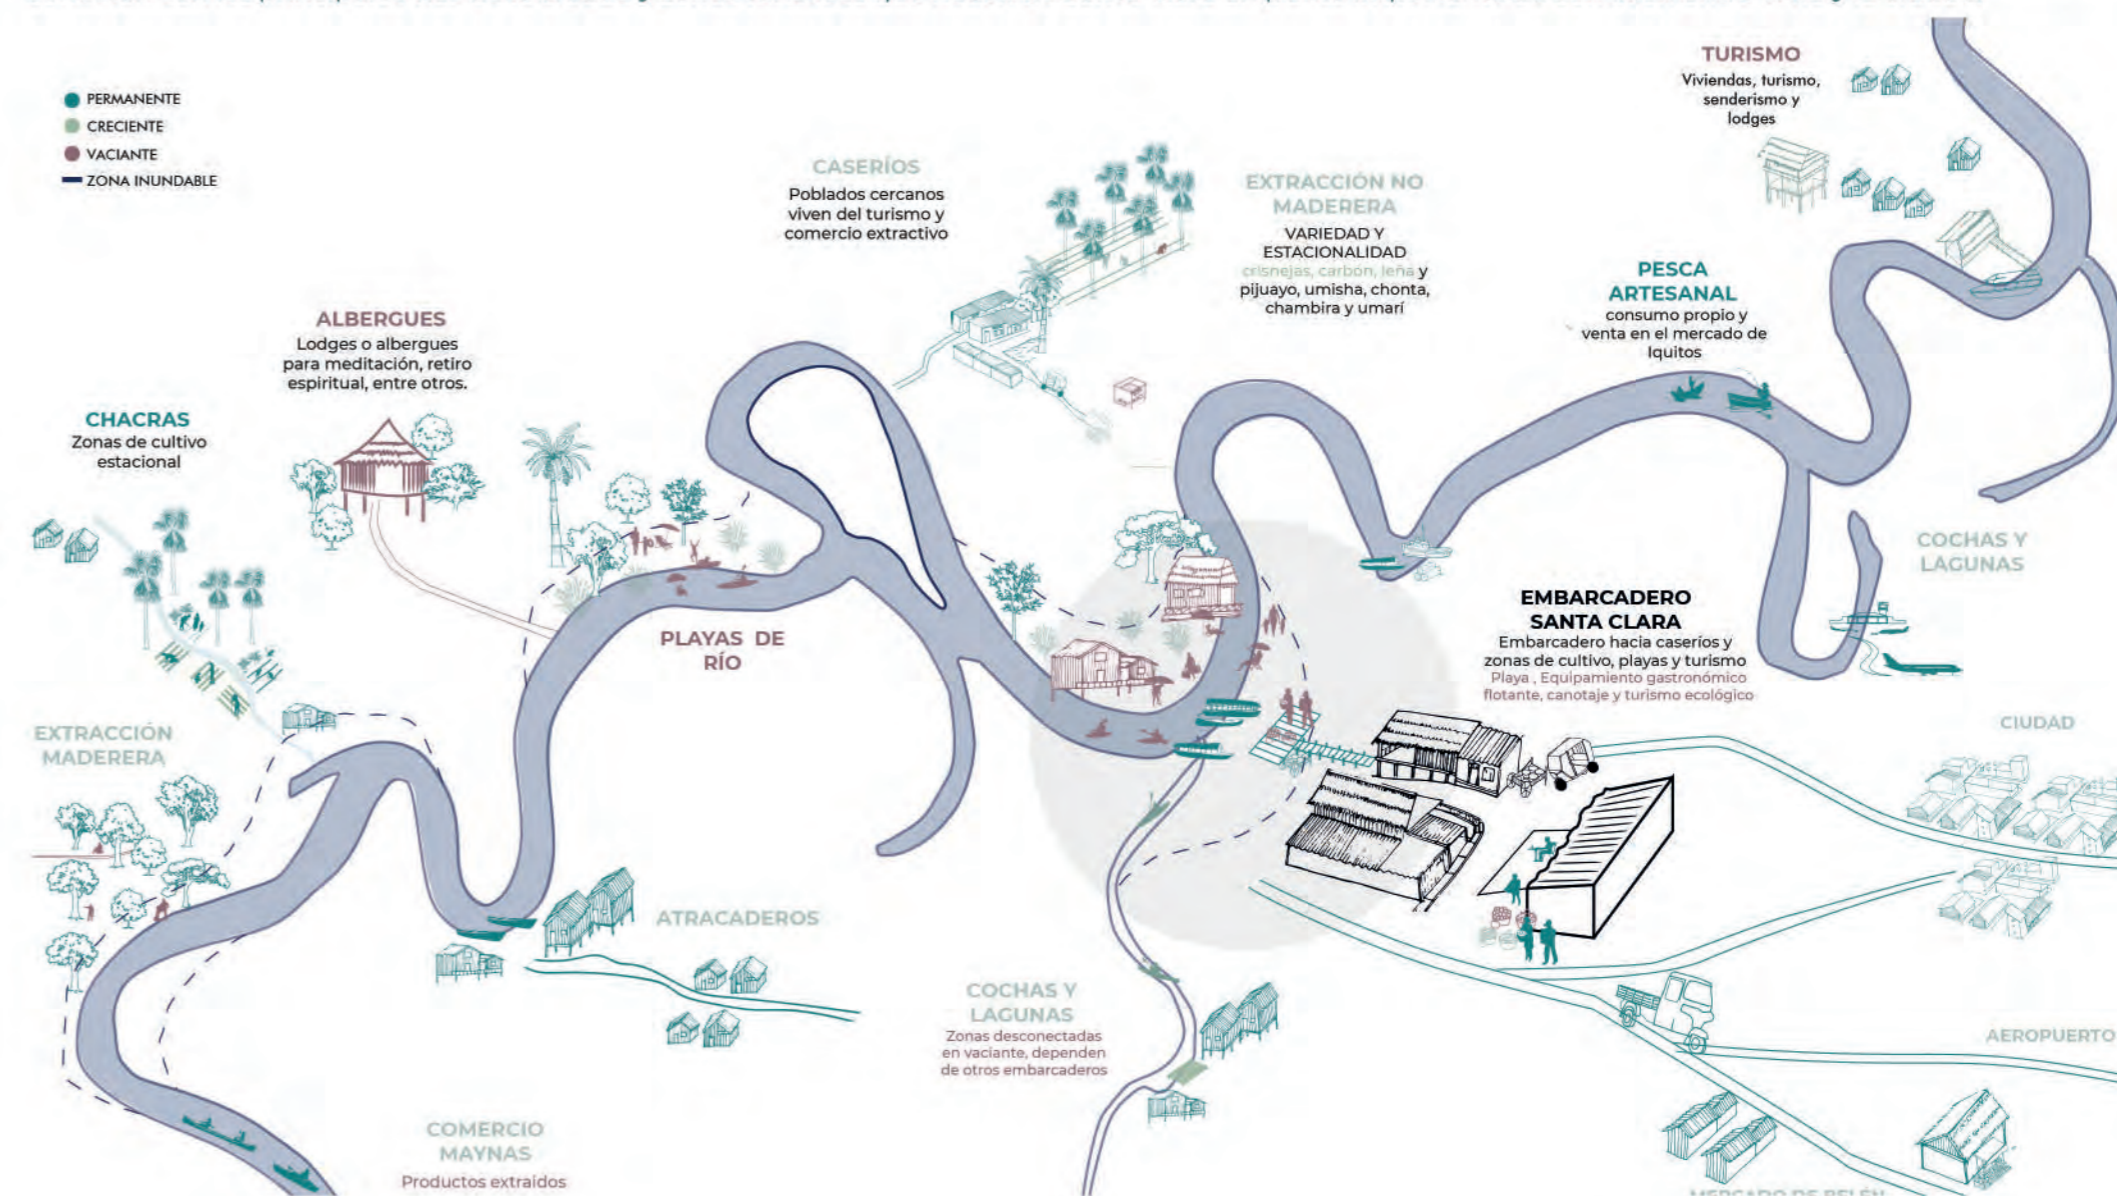 PERMANENTE
CRECIENTE
VACIANTE
ZONA INUNDABLE
TURISMO
Viviendas, turismo,
senderismo y
lodges
CASERÍOS
Poblados cercanos
viven del turismo y
comercio extractivo
EXTRACCIÓN NO
MADERERA
VARIEDAD Y
ESTACIONALIDAD
crisnejas, carbón, leña y
pijuayo, umisha, chonta,
chambira y umarí
PESCA
ARTESANAL
consumo propio y
venta en el mercado de
Iquitos
ALBERGUES
Lodges o albergues
para meditación, retiro
espiritual, entre otros.
CHACRAS
Zonas de cultivo
estacional
COCHAS Y
LAGUNAS
EMBARCADERO
SANTA CLARA
Embarcadero hacia caseríos y
zonas de cultivo, playas y turismo
Playa , Equipamiento gastronómico
flotante, canotaje y turismo ecológico
PLAYAS DE
RÍO
EXTRACCIÓN
MADERERA
CIUDAD
ATRACADEROS
COCHAS Y
LAGUNAS
Zonas desconectadas
en vaciante, dependen
de otros embarcaderos
AEROPUERTO
COMERCIO
MAYNAS
Productos extraidos
MERCADO DE BELÉN